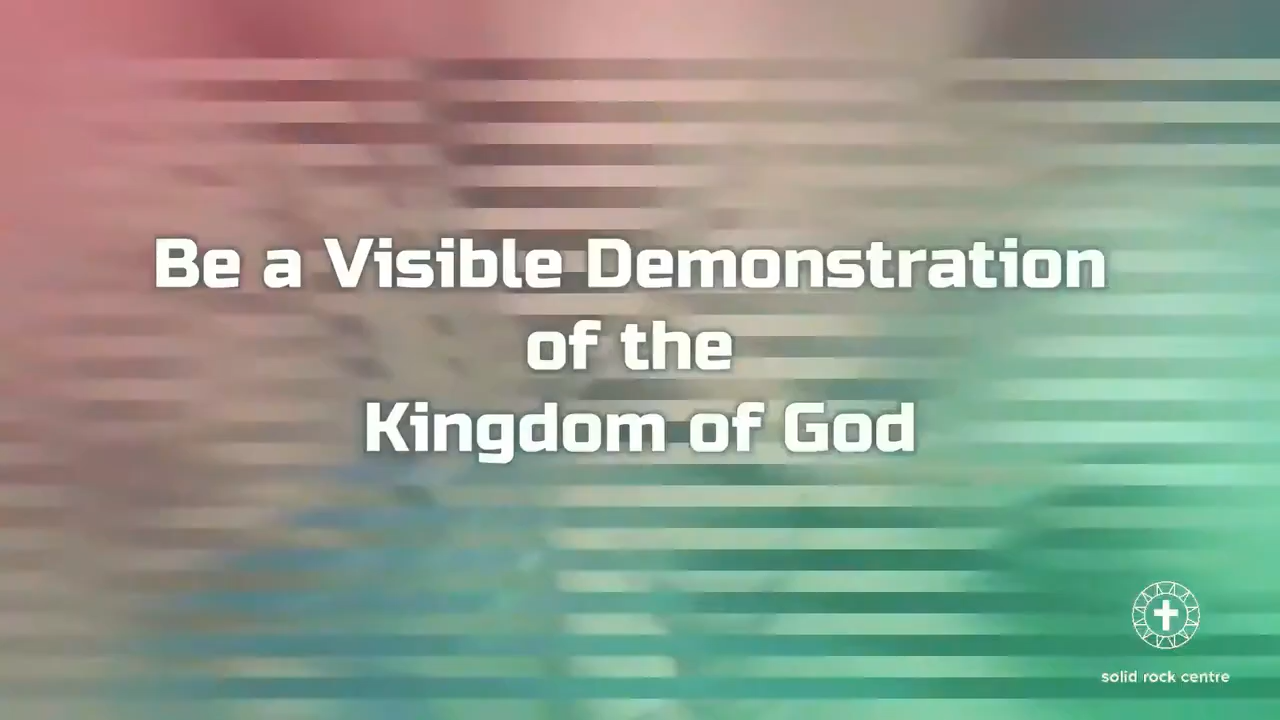 Be a Visible Demonstration
of the
Kingdom of God
solid rock centre